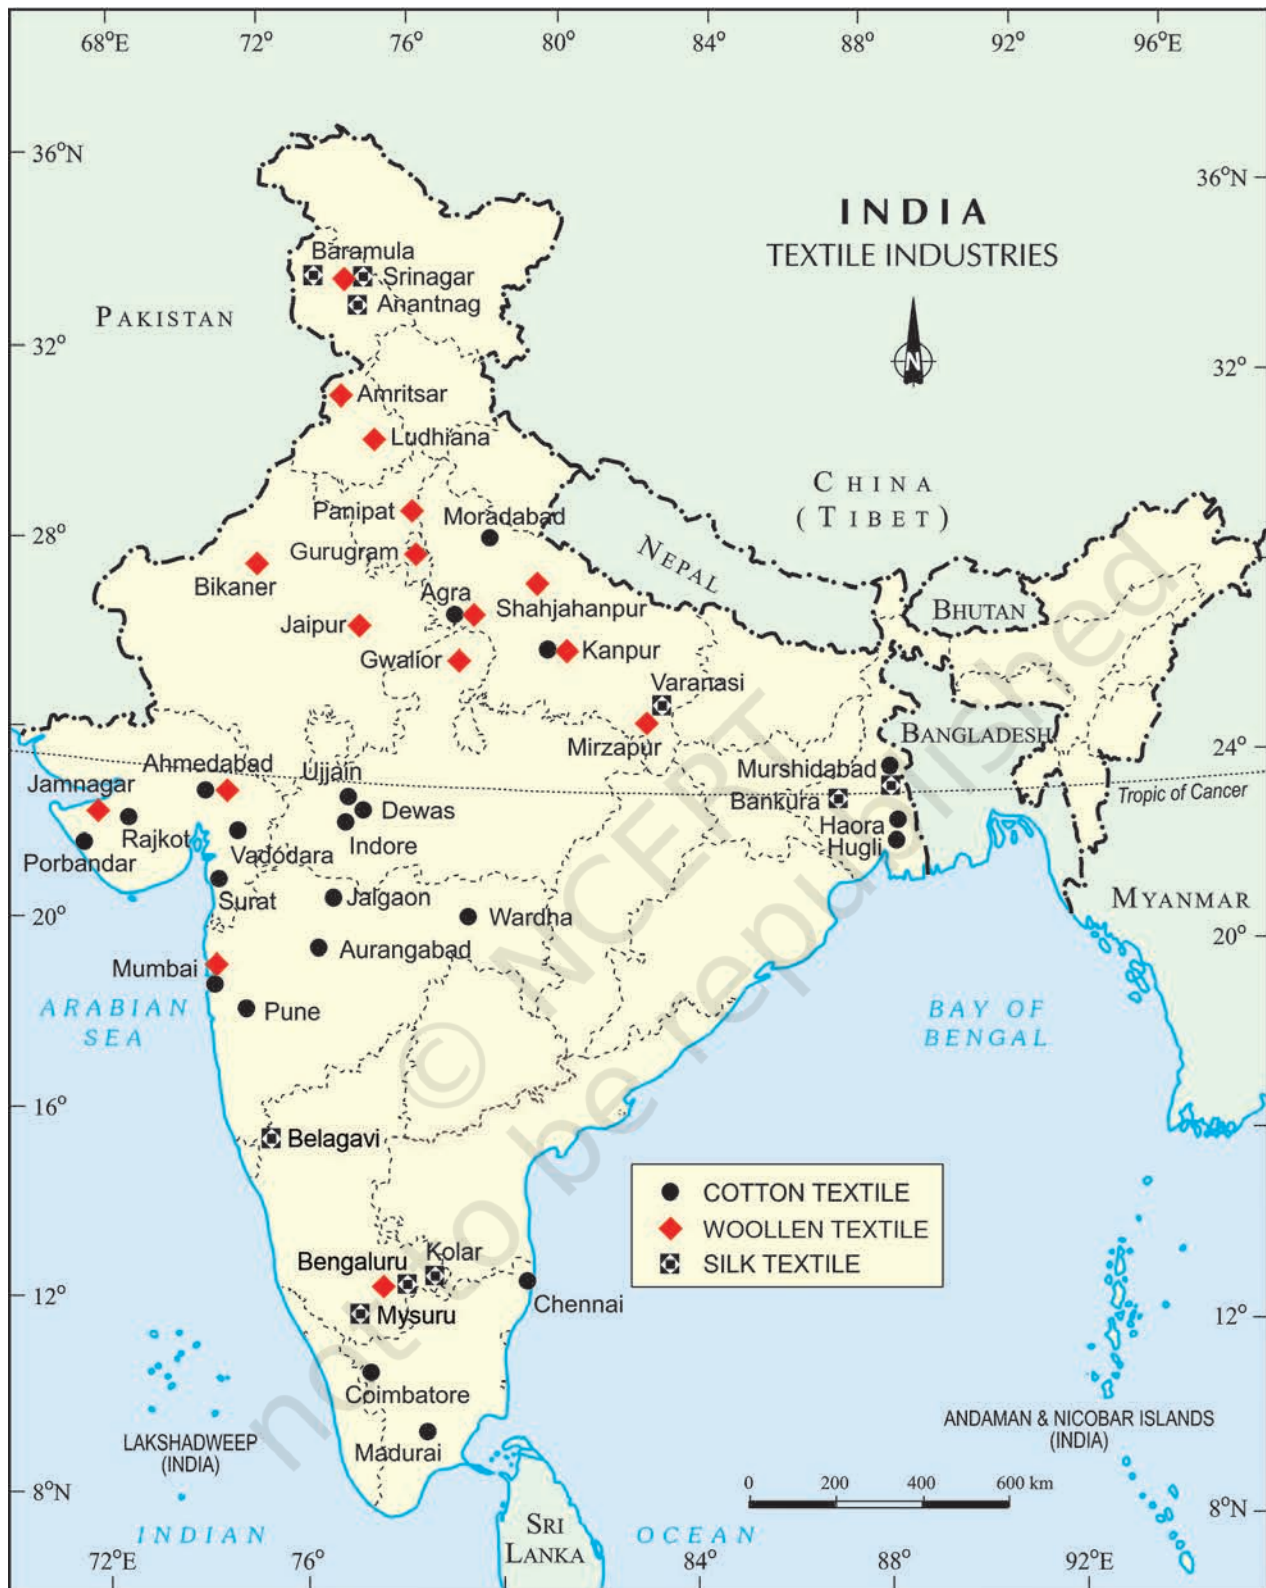 68°E 72° 76° 80° 84° 88° 92° 96°E
36°N
36°N
INDIA
TEXTILE INDUSTRIES
Baramula
Srinagar
Anantnag
PAKISTAN
N
32°
32°
Amritsar
Ludhiana
CHINA
(TIBET)
Panipat
Moradabad
28°
28°
Gurugram
NEPAL
Bikaner
Agra
Shahjahanpur
BHUTAN
Jaipur
Gwalior
Kanpur
Varanasi
Mirzapur
BANGLADESH
24°
Ahmedabad
Ujjain
Murshidabad
Jamnagar
Dewas
Bankura
Tropic of Cancer
Rajkot
Indore
Haora
Porbandar
Vadodara
Hugli
Surat
Jalgaon
Wardha
MYANMAR
20°
20°
Aurangabad
Mumbai
ARABIAN
SEA
Pune
BAY OF
BENGAL
© NCERT
not to be republished
16°
Belagavi
COTTON TEXTILE
WOOLLEN TEXTILE
SILK TEXTILE
Kolar
Bengaluru
12°
12°
Chennai
Mysuru
Coimbatore
Madurai
LAKSHADWEEP
(INDIA)
ANDAMAN & NICOBAR ISLANDS
(INDIA)
0 200 400 600 km
8°N
8°N
INDIAN OCEAN
SRI
LANKA
72°E 76° 84° 88° 92°E